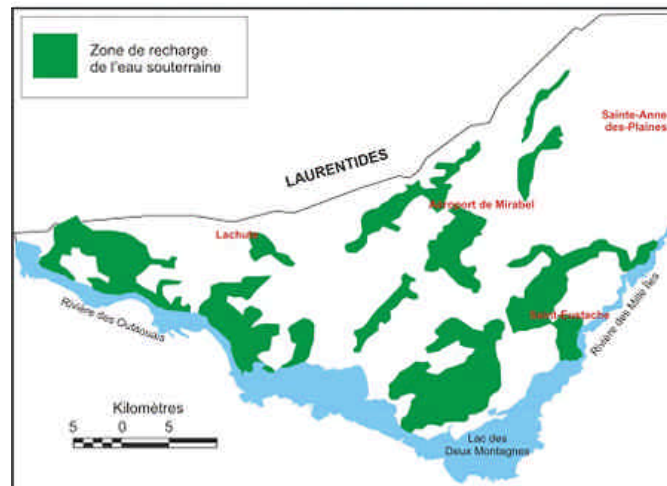 Zone de recharge
de l'eau souterraine
Sainte-Anne
des-Plaines
LAURENTIDES
Aéroport de Mirabel
Lachute
Saint-Eustache
Rivière des Mille Îles
Rivière des Outaouais
Kilomètres
5 0 5
Lac des
Deux Montagnes